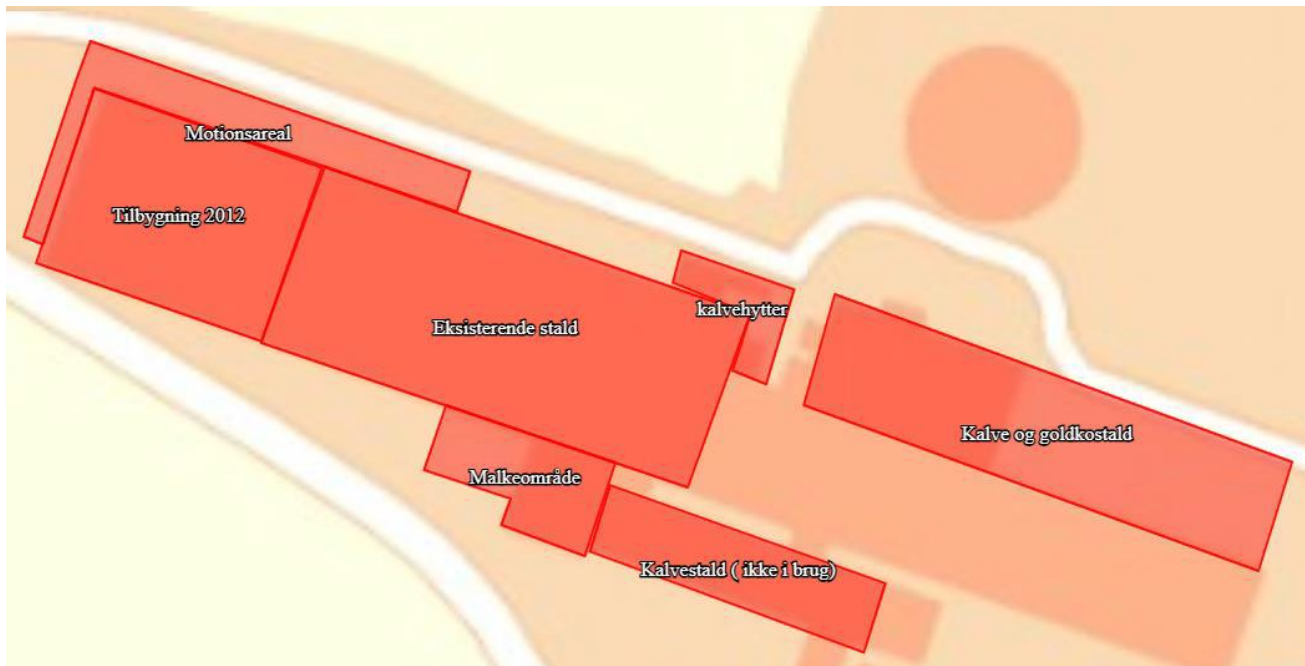 Motionsareal
Tilbygning 2012
kalvehytter
Eksisterende stald
Kalve og goldkostald
Malkeområde
Kalvestald ( ikke i brug)